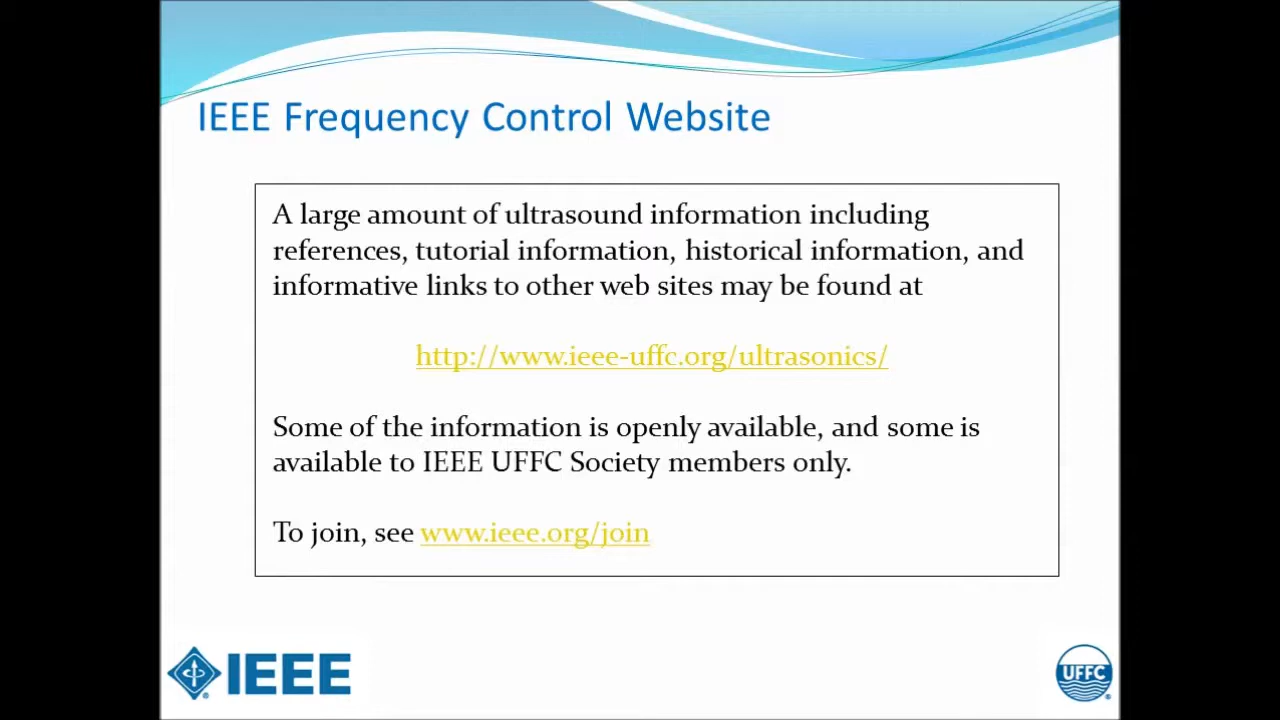 IEEE Frequency Control Website
A large amount of ultrasound information including
references, tutorial information, historical information, and
informative links to other web sites may be found at
http://www.ieee-uffc.org/ultrasonics/
Some of the information is openly available, and some is
available to IEEE UFFC Society members only.
To join, see www.ieee.org/join
IEEE
UFFC